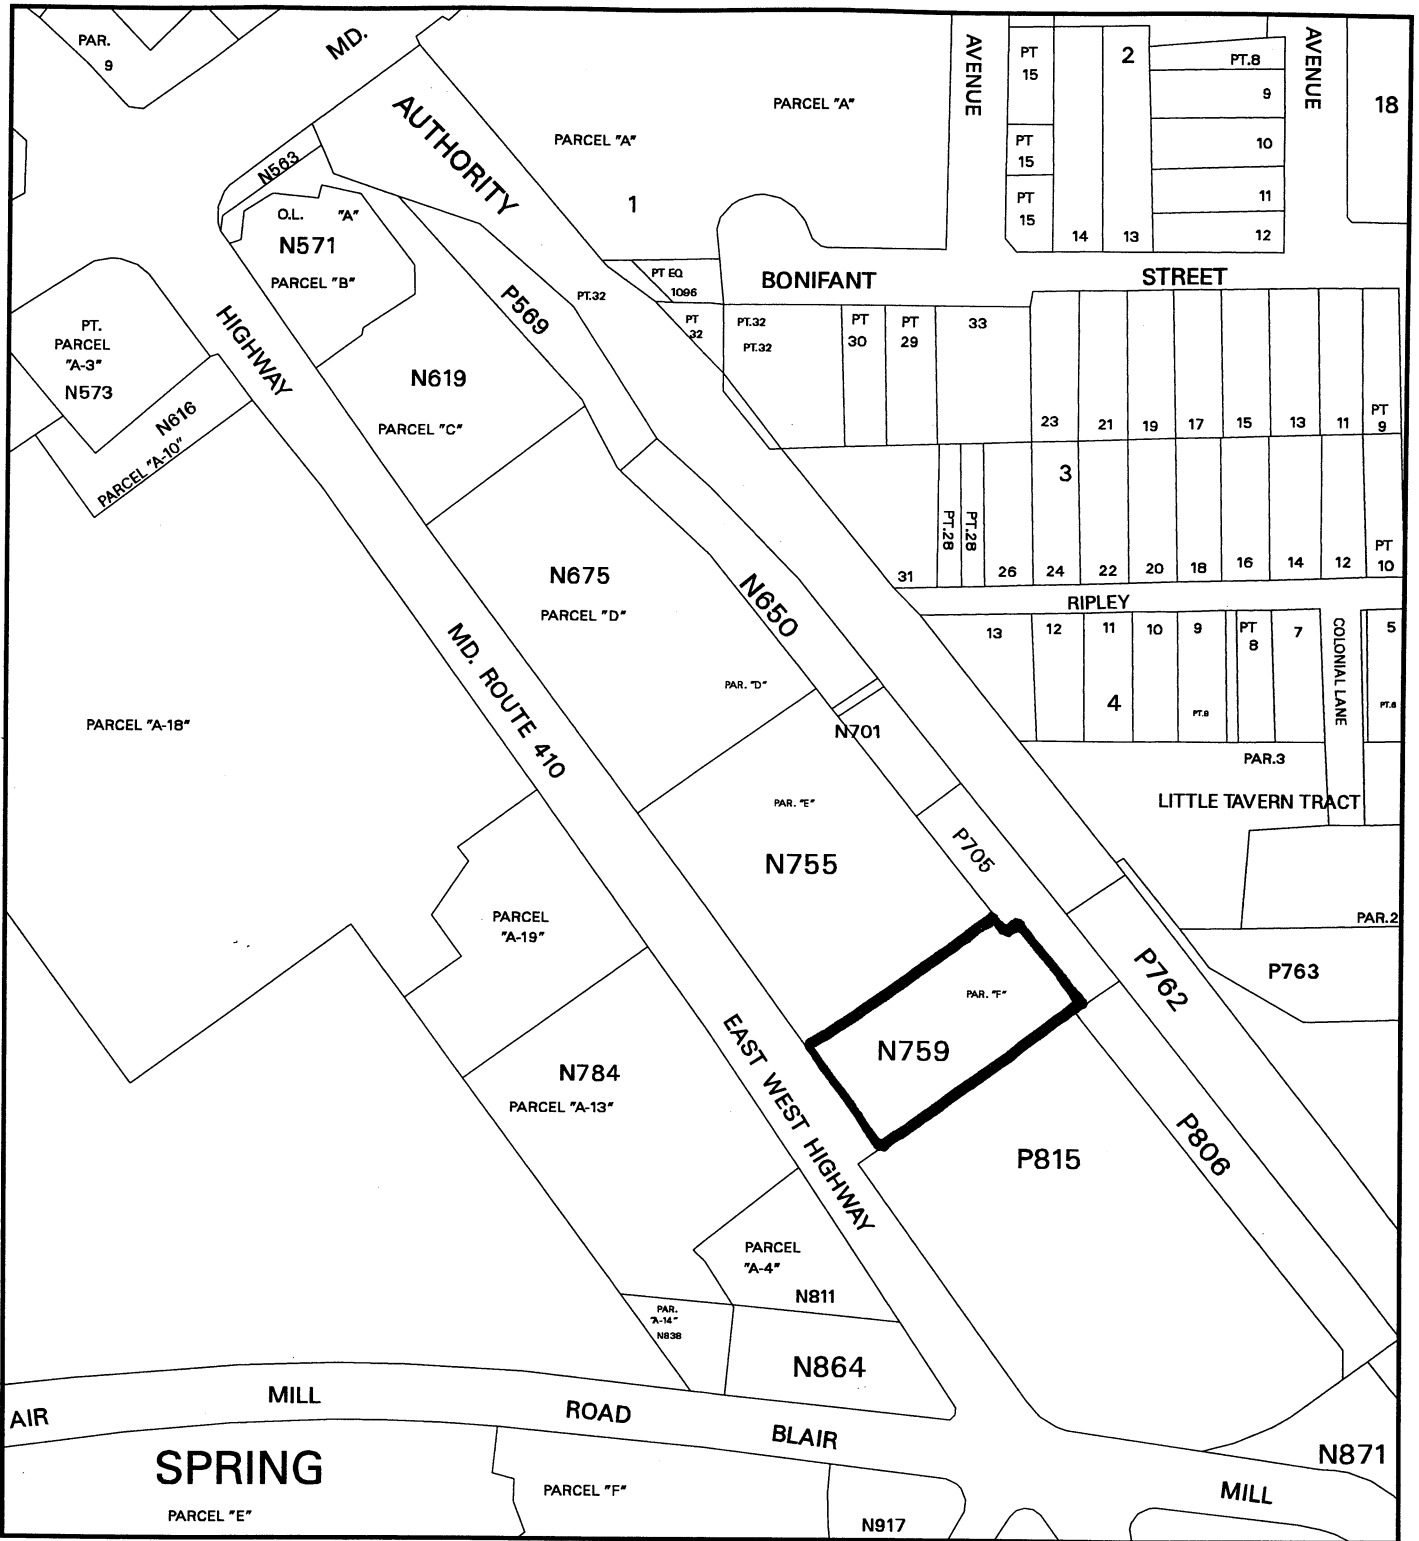 PAR.
9
MD.
AUTHORITY
PARCEL "A"
PARCEL "A"
1
AVENUE
PT
15
PT
15
PT
15
14
13
2
PT.8
9
10
11
12
AVENUE
18
N563
O.L. "A"
N571
PARCEL "B"
P569
PT.32
PT EQ
1096
BONIFANT
STREET
PT
32
PT.32
PT.32
PT
30
PT
29
33
23
21
19
17
15
13
11
PT
9
PT.
PARCEL
"A-3"
N573
N616
PARCEL "A-10"
HIGHWAY
N619
PARCEL "C"
3
31
PT.28
PT.28
26
24
22
20
18
16
14
12
PT
10
RIPLEY
N675
PARCEL "D"
PAR. "D"
N650
13
12
11
10
9
PT
8
7
COLONIAL LANE
5
4
PT.8
PT.6
PARCEL "A-18"
MD. ROUTE 410
N701
PAR.3
LITTLE TAVERN TRACT
PAR. "E"
N755
P705
PARCEL
"A-19"
PAR.2
P763
P762
PAR. "F"
N759
EAST WEST HIGHWAY
N784
PARCEL "A-13"
P815
P806
PARCEL
"A-4"
N811
PAR.
"A-14"
N838
N864
AIR
MILL
ROAD
BLAIR
MILL
N871
SPRING
PARCEL "E"
PARCEL "F"
N917